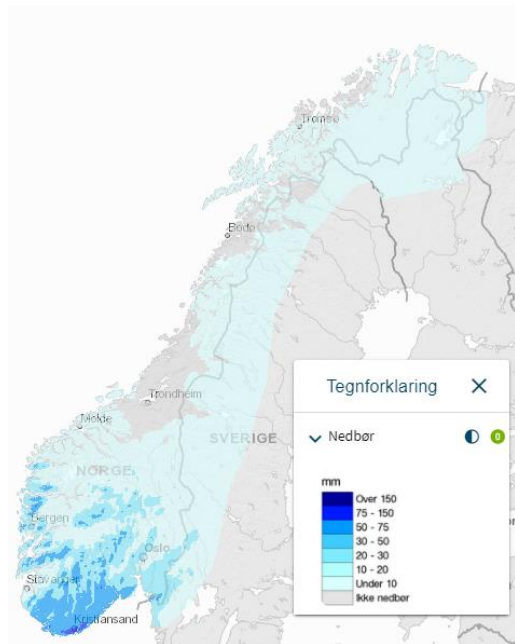 Tromsø
Bodø
Trondheim
Molde
SVERIGE
NORGE
Bergen
Oslo
Stavanger
Kristiansand
Tegnforklaring
Nedbør
0
mm
Over 150
75 - 150
50 - 75
30 - 50
20 - 30
10 - 20
Under 10
Ikke nedbør